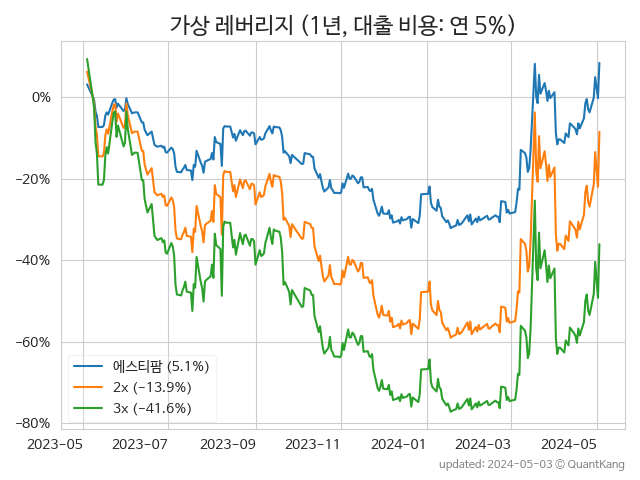 가상 레버리지 (1년, 대출 비용: 연 5%)
0%
−20%
−40%
−60%
−80%
에스티팜 (5.1%)
2x (−13.9%)
3x (−41.6%)
2023-05 2023-07 2023-09 2023-11 2024-01 2024-03 2024-05
updated: 2024-05-03 © QuantKang